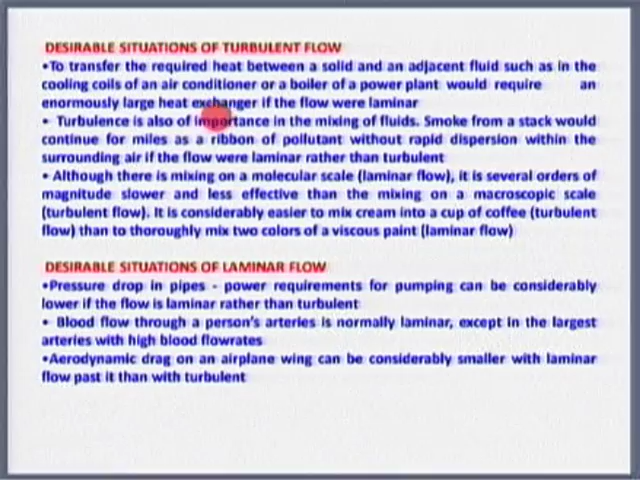 DESIRABLE SITUATIONS OF TURBULENT FLOW
•To transfer the required heat between a solid and an adjacent fluid such as in the
cooling coils of an air conditioner or a boiler of a power plant would require an
enormously large heat exchanger if the flow were laminar
• Turbulence is also of importance in the mixing of fluids. Smoke from a stack would
continue for miles as a ribbon of pollutant without rapid dispersion within the
surrounding air if the flow were laminar rather than turbulent
• Although there is mixing on a molecular scale (laminar flow), it is several orders of
magnitude slower and less effective than the mixing on a macroscopic scale
(turbulent flow). It is considerably easier to mix cream into a cup of coffee (turbulent
flow) than to thoroughly mix two colors of a viscous paint (laminar flow)
DESIRABLE SITUATIONS OF LAMINAR FLOW
•Pressure drop in pipes - power requirements for pumping can be considerably
lower if the flow is laminar rather than turbulent
• Blood flow through a person's arteries is normally laminar, except in the largest
arteries with high blood flowrates
•Aerodynamic drag on an airplane wing can be considerably smaller with laminar
flow past it than with turbulent